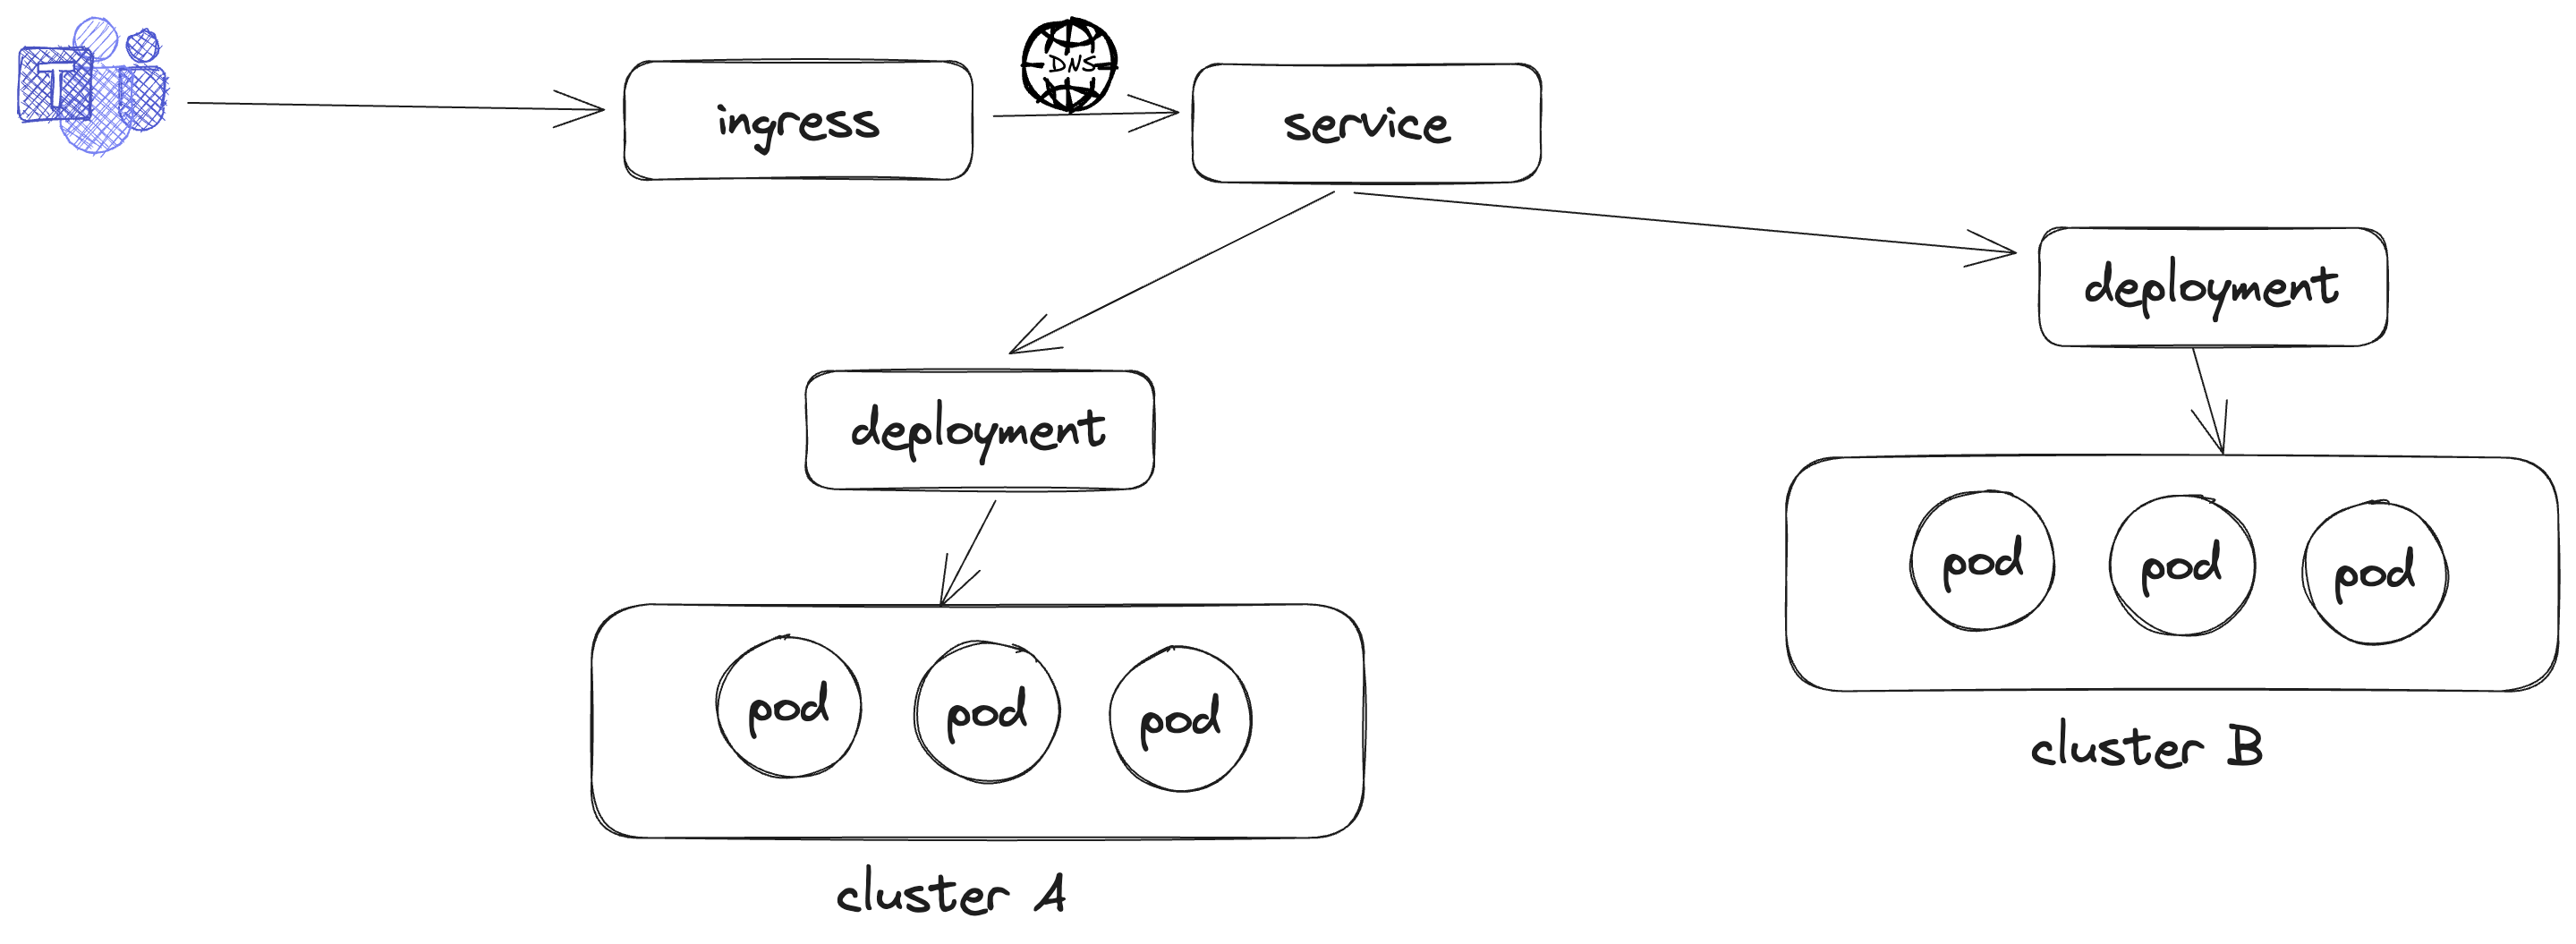 T
ingress
DNS
service
deployment
deployment
pod
pod
pod
pod
pod
pod
cluster B
cluster A